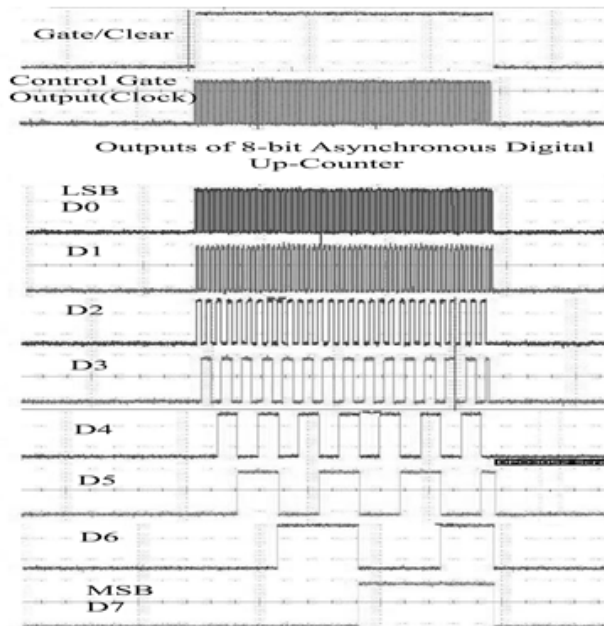 Gate/Clear
Control Gate
Output(Clock)
Outputs of 8-bit Asynchronous Digital
Up-Counter
LSB
D0
D1
D2
D3
D4
D5
D6
MSB
D7